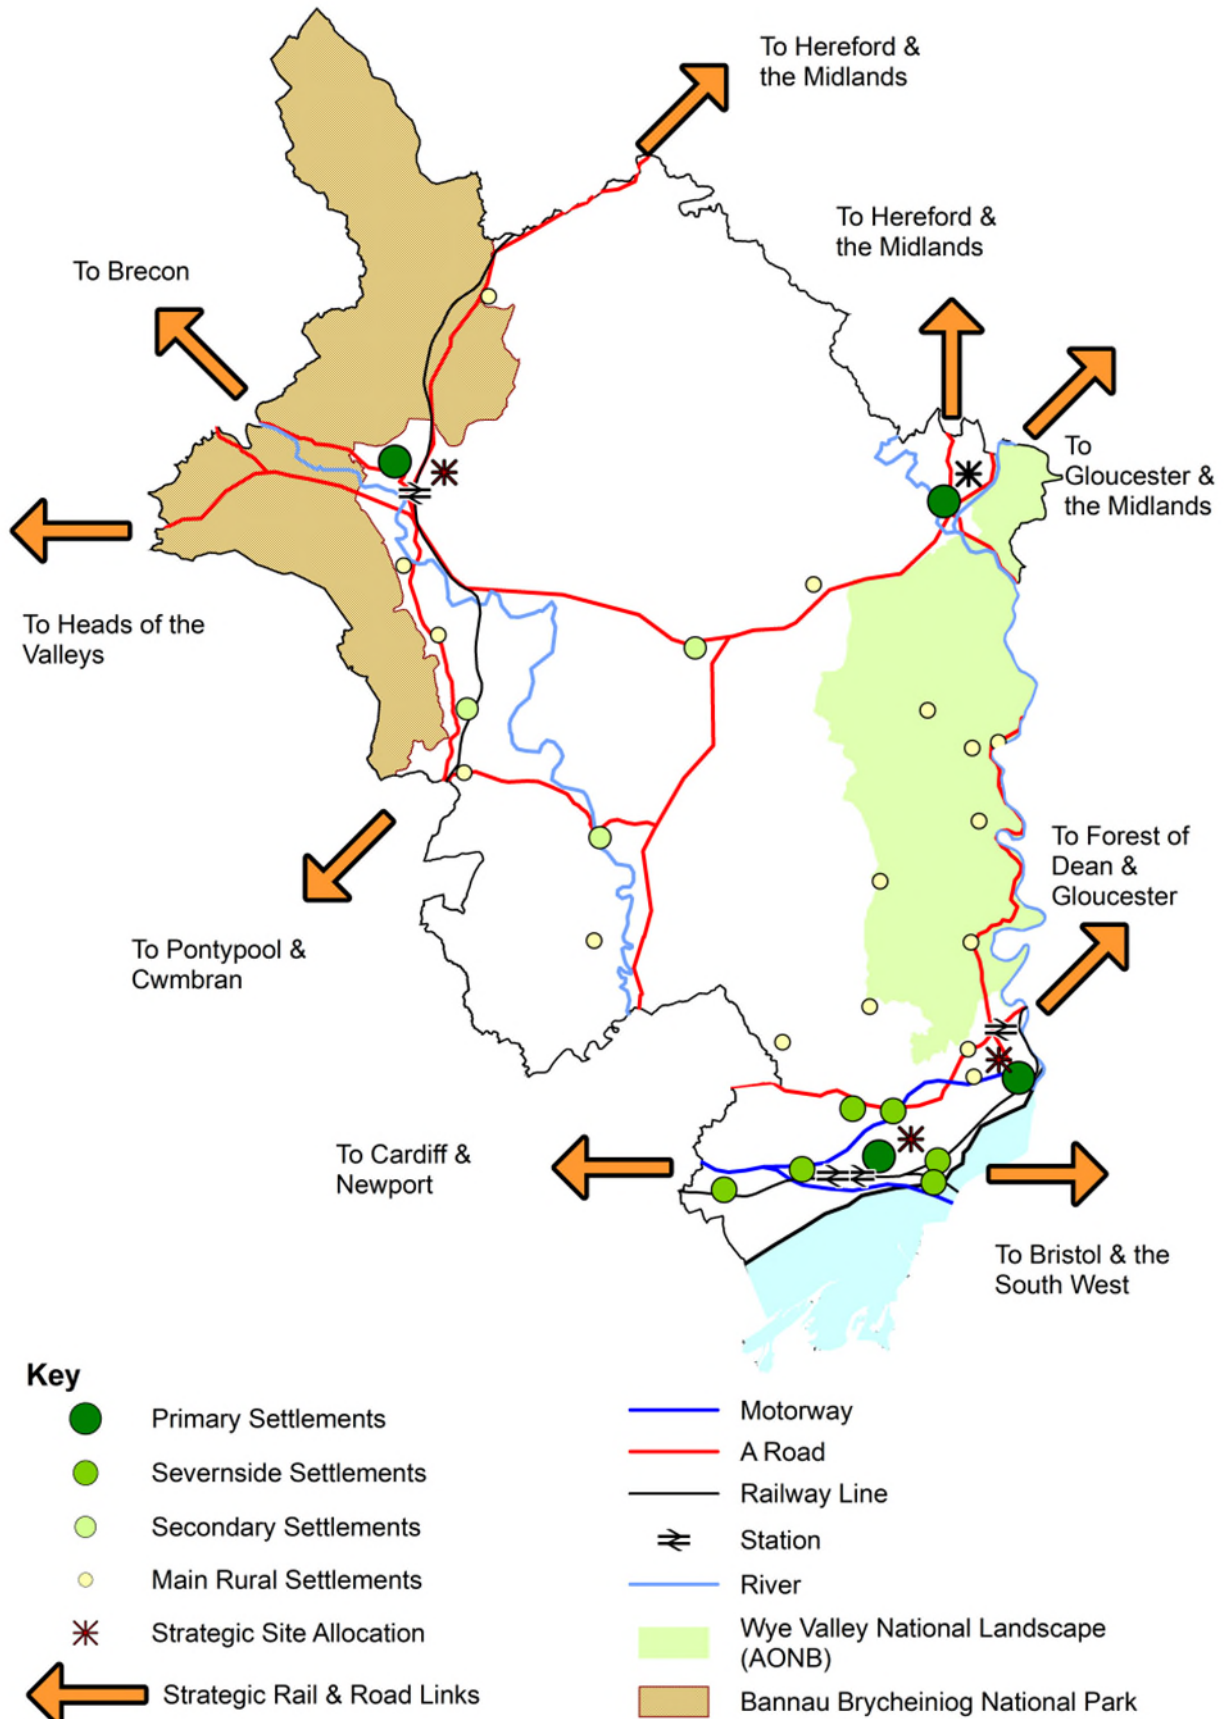 To Hereford &
the Midlands
To Hereford &
the Midlands
To Brecon
To
Gloucester &
the Midlands
To Heads of the
Valleys
To Forest of
Dean &
Gloucester
To Pontypool &
Cwmbran
To Cardiff &
Newport
To Bristol & the
South West
Key
Primary Settlements
Severnside Settlements
Secondary Settlements
Main Rural Settlements
Strategic Site Allocation
Strategic Rail & Road Links
Motorway
A Road
Railway Line
Station
River
Wye Valley National Landscape
(AONB)
Bannau Brycheiniog National Park